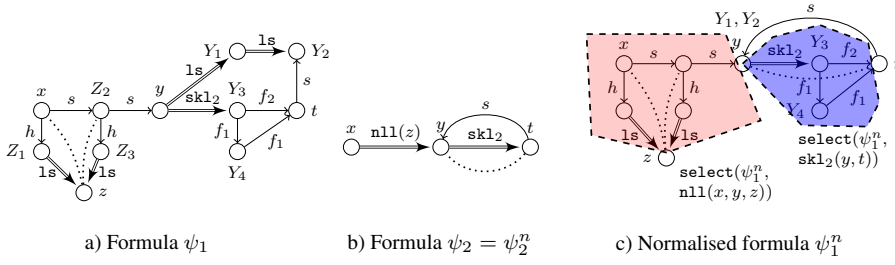 Y₁ ls Y₂
ls s
x s Z₂ s y skl₂ Y₃ f₂ t
h h f₁ f₁
Z₁ Z₃ Y₄
ls ls
z
a) Formula ψ₁
s
x nll(z) y skl₂ t
b) Formula ψ₂ = ψ₂ⁿ
s
Y₁, Y₂
x s s y skl₂ Y₃ f₂
h h f₁ f₁
ls ls Y₄
z
select(ψ₁ⁿ,
skl₂(y, t))
select(ψ₁ⁿ,
nll(x, y, z))
c) Normalised formula ψ₁ⁿ